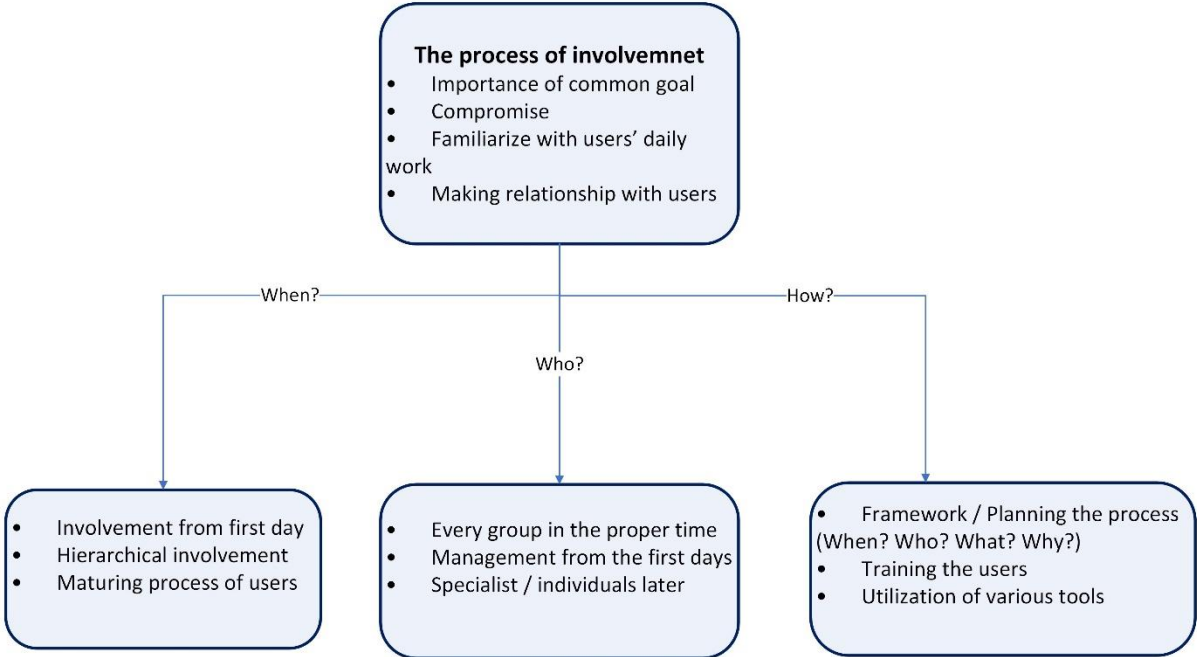 The process of involvemnet
• Importance of common goal
• Compromise
• Familiarize with users’ daily
work
• Making relationship with users
When?
How?
Who?
• Involvement from first day
• Hierarchical involvement
• Maturing process of users
• Every group in the proper time
• Management from the first days
• Specialist / individuals later
• Framework / Planning the process
(When? Who? What? Why?)
• Training the users
• Utilization of various tools